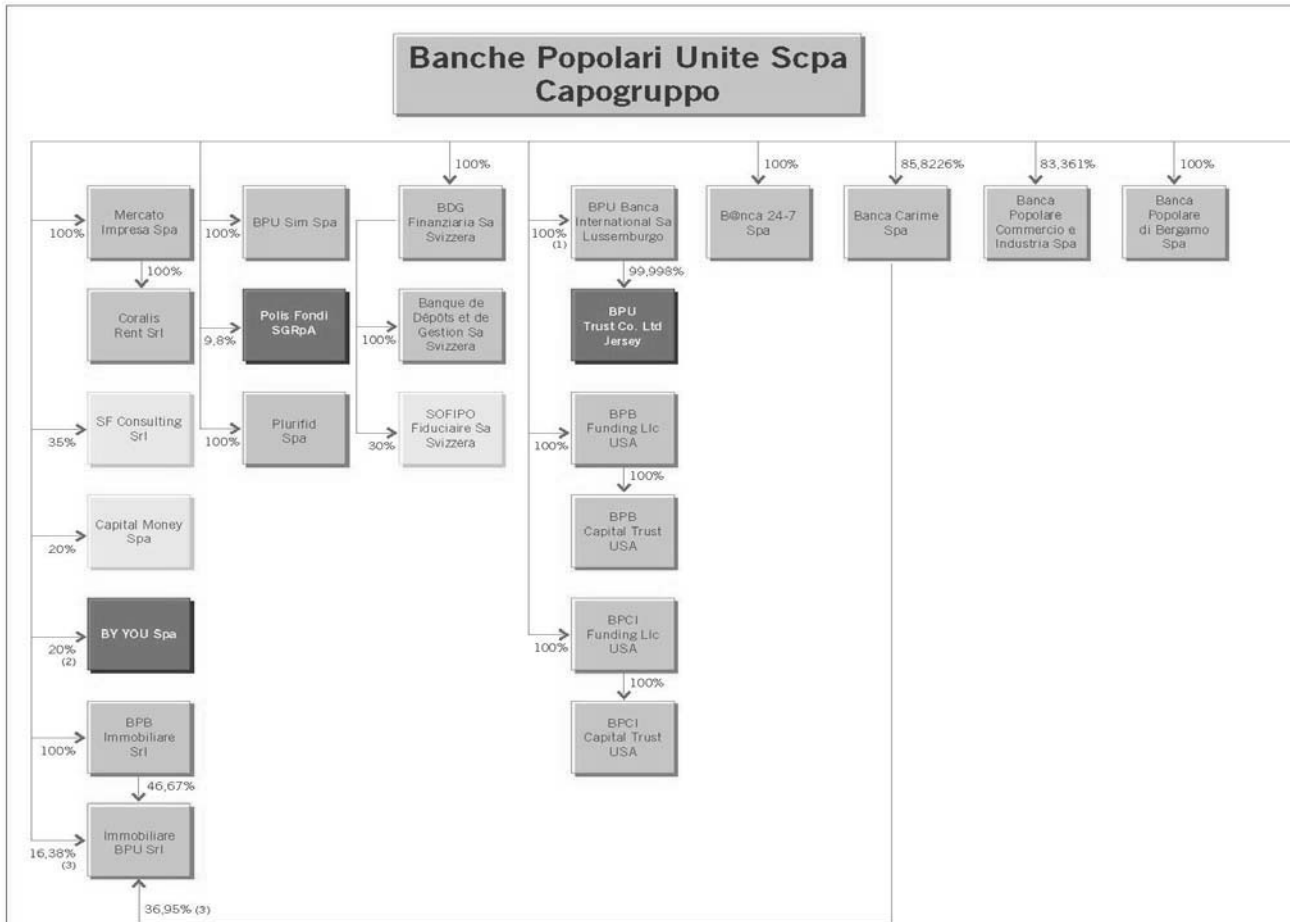 Banche Popolari Unite Scpa
Capogruppo
100%
100%
85,8226%
83,361%
100%
Mercato
Impresa Spa
100%
BPU Sim Spa
100%
BDG
Finanziaria Sa
Svizzera
BPU Banca
International Sa
Lussemburgo
100%
(1)
B@nca 24-7
Spa
Banca Carime
Spa
Banca
Popolare
Commercio e
Industria Spa
Banca
Popolare
di Bergamo
Spa
100%
99,998%
Coralis
Rent Srl
Polis Fondi
SGRpA
9,8%
Banque de
Dépôts et de
Gestion Sa
Svizzera
100%
BPU
Trust Co. Ltd
Jersey
SF Consulting
Srl
35%
Plurifid
Spa
100%
SOFIPO
Fiduciaire Sa
Svizzera
30%
BPB
Funding Llc
USA
100%
100%
Capital Money
Spa
20%
BPB
Capital Trust
USA
BY YOU Spa
20%
(2)
BPCI
Funding Llc
USA
100%
100%
BPB
Immobiliare
Srl
100%
BPCI
Capital Trust
USA
46,67%
Immobiliare
BPU Srl
16,38%
(3)
36,95% (3)